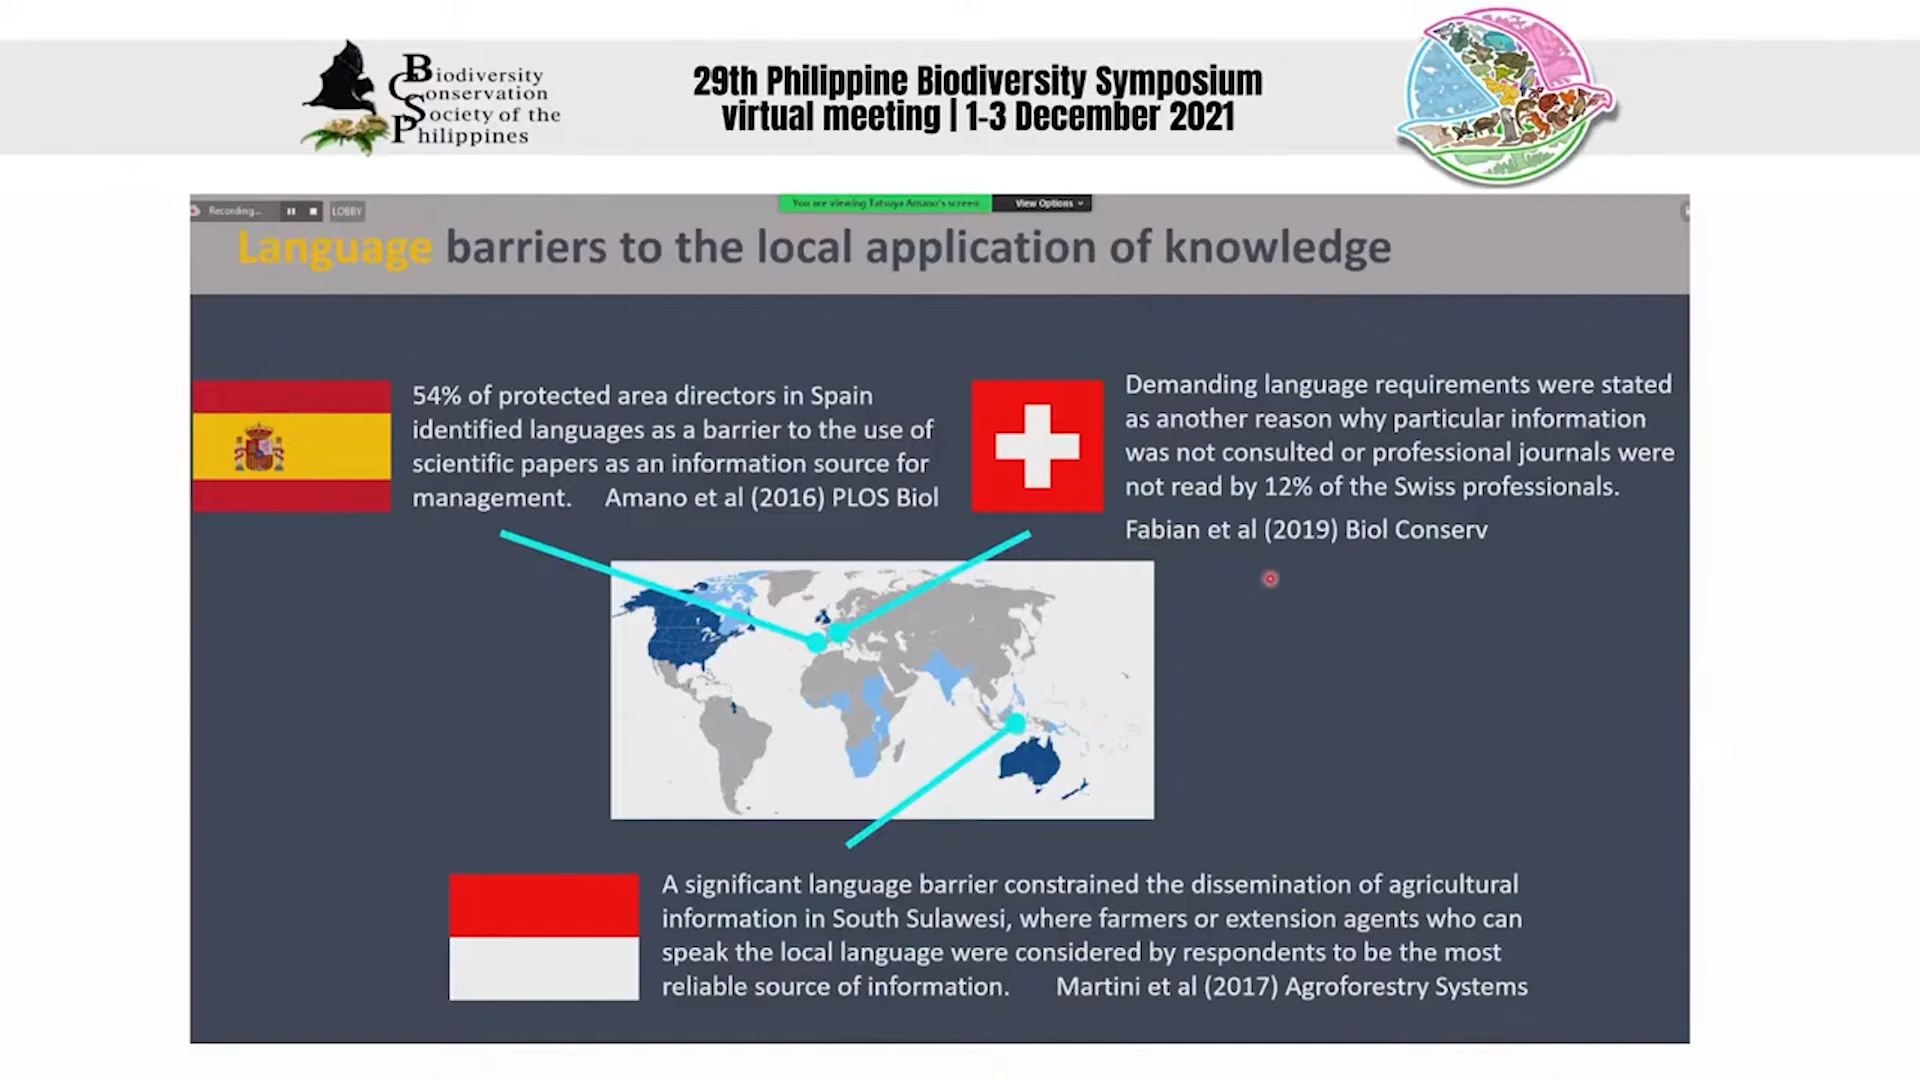 Biodiversity
Conservation
Society of the
Philippines
29th Philippine Biodiversity Symposium
virtual meeting | 1-3 December 2021
Recording...
LOBBY
You are viewing Tatsuya Amano's screen
View Options
Language barriers to the local application of knowledge
54% of protected area directors in Spain
identified languages as a barrier to the use of
scientific papers as an information source for
management. Amano et al (2016) PLOS Biol
Demanding language requirements were stated
as another reason why particular information
was not consulted or professional journals were
not read by 12% of the Swiss professionals.
Fabian et al (2019) Biol Conserv
A significant language barrier constrained the dissemination of agricultural
information in South Sulawesi, where farmers or extension agents who can
speak the local language were considered by respondents to be the most
reliable source of information. Martini et al (2017) Agroforestry Systems